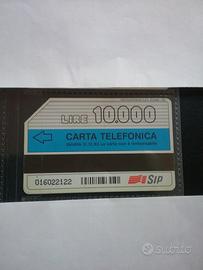 LIRE 10.000
CARTA TELEFONICA
016022122
SIP
subito